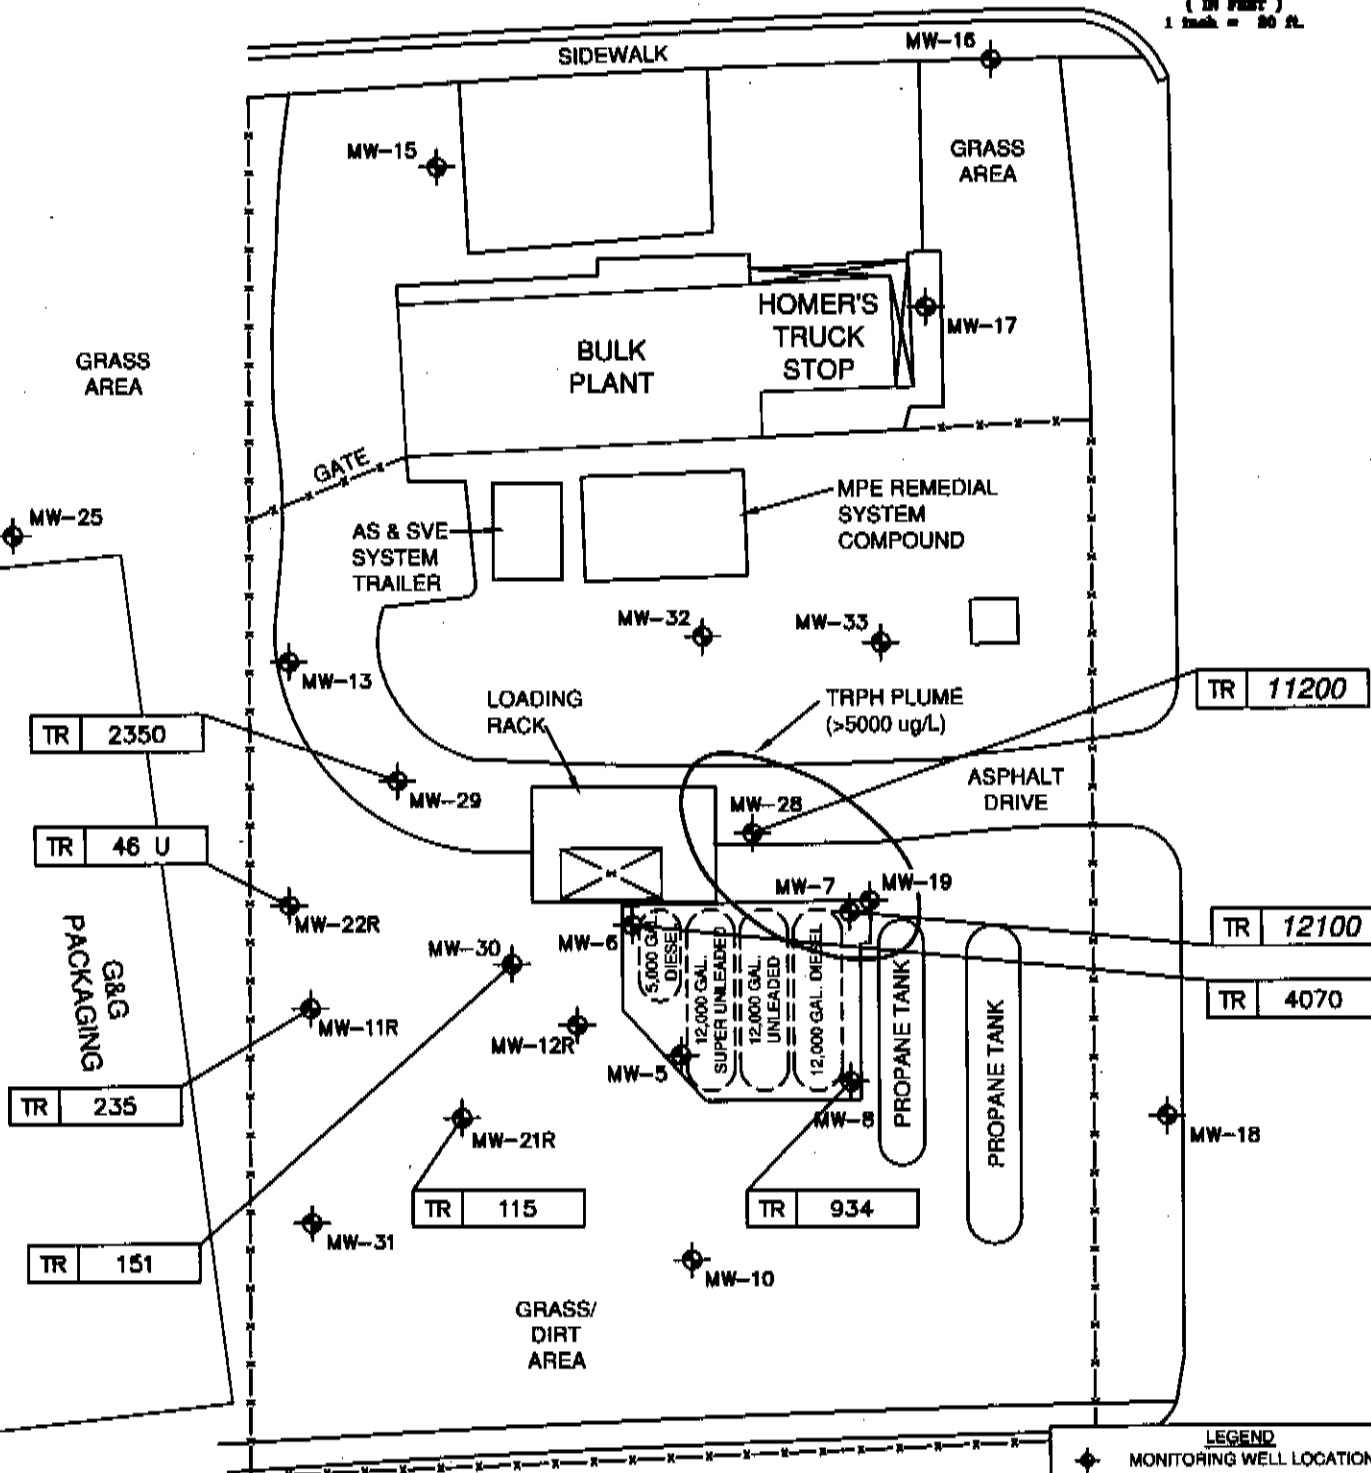 ( IN FEET )
1 inch = 20 ft.
SIDEWALK
MW-16
MW-15
GRASS
AREA
HOMER'S
TRUCK
STOP
MW-17
BULK
PLANT
GRASS
AREA
GATE
MW-25
AS & SVE
SYSTEM
TRAILER
MPE REMEDIAL
SYSTEM
COMPOUND
MW-32
MW-33
MW-13
LOADING
RACK
TRPH PLUME
(>5000 ug/L)
TR 11200
TR 2350
MW-29
MW-28
ASPHALT
DRIVE
TR 46 U
MW-22R
MW-7
MW-19
MW-6
MW-30
TR 12100
TR 4070
G&G
PACKAGING
MW-11R
MW-12R
MW-5
5,000 GAL.
DIESEL
12,000 GAL.
SUPER UNLEADED
12,000 GAL.
UNLEADED
12,000 GAL. DIESEL
PROPANE TANK
PROPANE TANK
TR 235
MW-21R
MW-8
MW-18
TR 115
TR 934
MW-31
TR 151
MW-10
GRASS/
DIRT
AREA
LEGEND
MONITORING WELL LOCATION